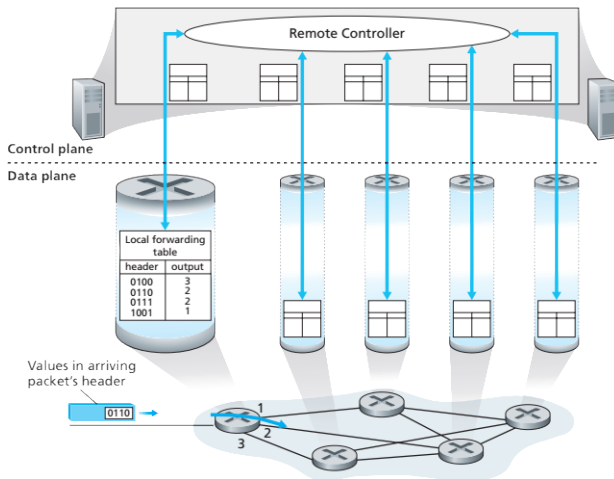 Remote Controller
Control plane
Data plane
Local forwarding
table
header output
0100 3
0110 2
0111 2
1001 1
Values in arriving
packet's header
0110
1
2
3